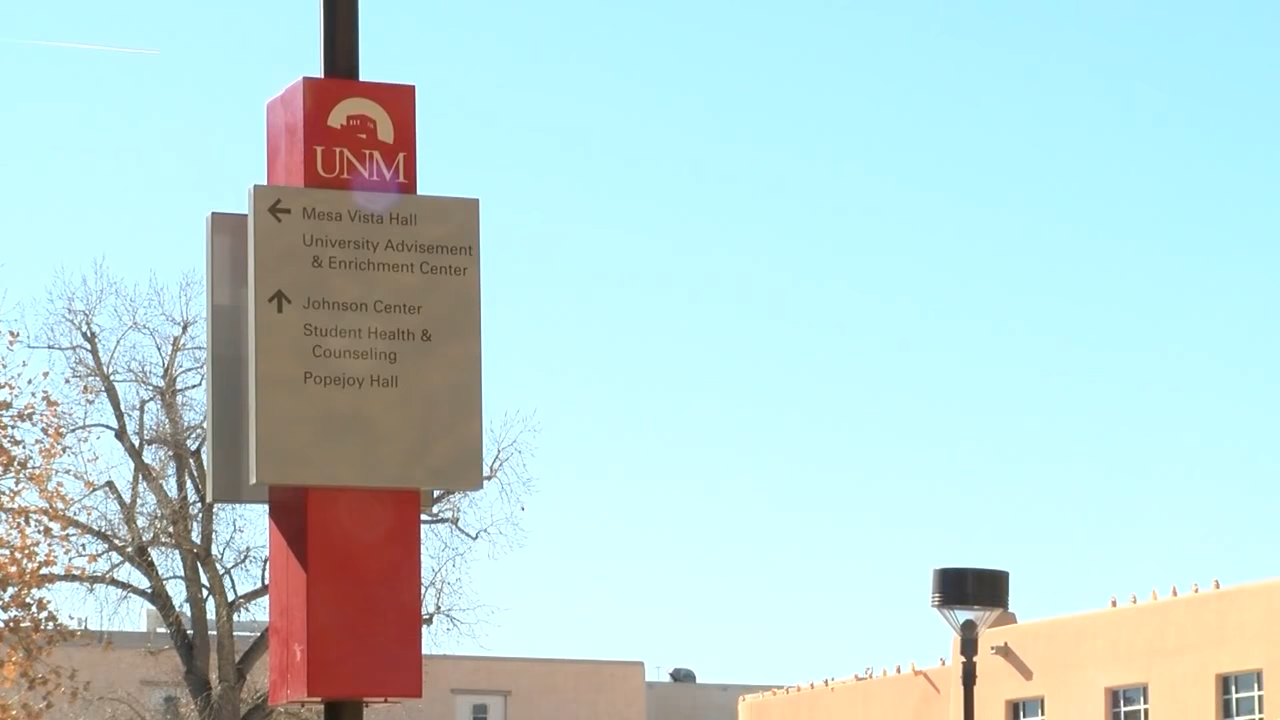 UNM
← Mesa Vista Hall
University Advisement
& Enrichment Center
↑ Johnson Center
Student Health &
Counseling
Popejoy Hall